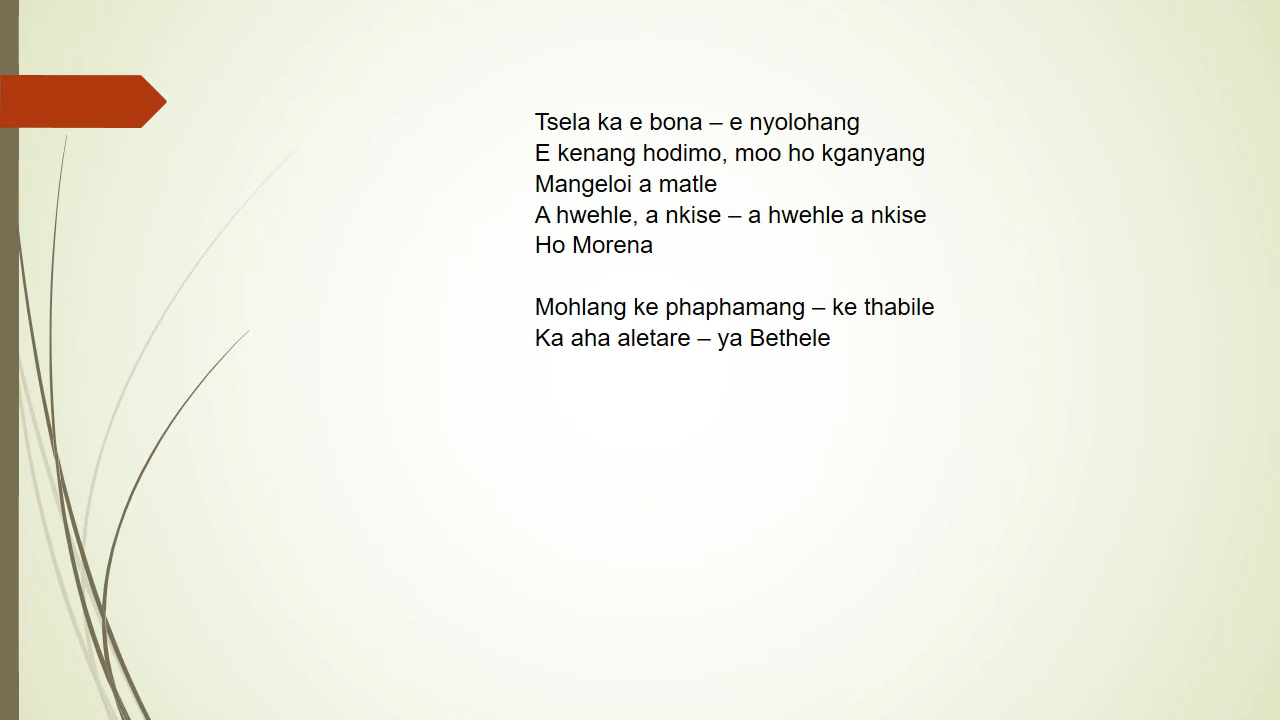 Tsela ka e bona – e nyolohang
E kenang hodimo, moo ho kganyang
Mangeloi a matle
A hwehle, a nkise – a hwehle a nkise
Ho Morena

Mohlang ke phaphamang – ke thabile
Ka aha aletare – ya Bethele